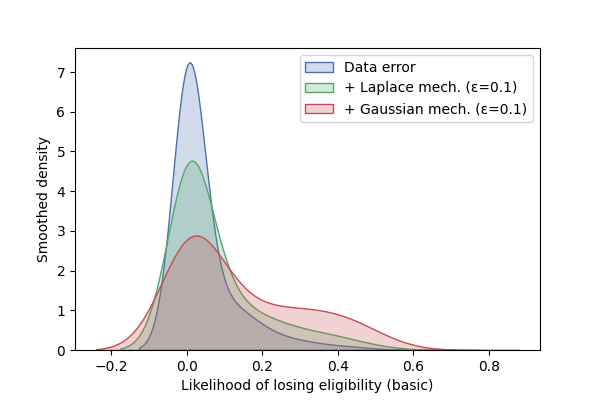 Data error
+ Laplace mech. (ε=0.1)
+ Gaussian mech. (ε=0.1)
7
6
5
4
3
2
1
0
Smoothed density
−0.2 0.0 0.2 0.4 0.6 0.8
Likelihood of losing eligibility (basic)